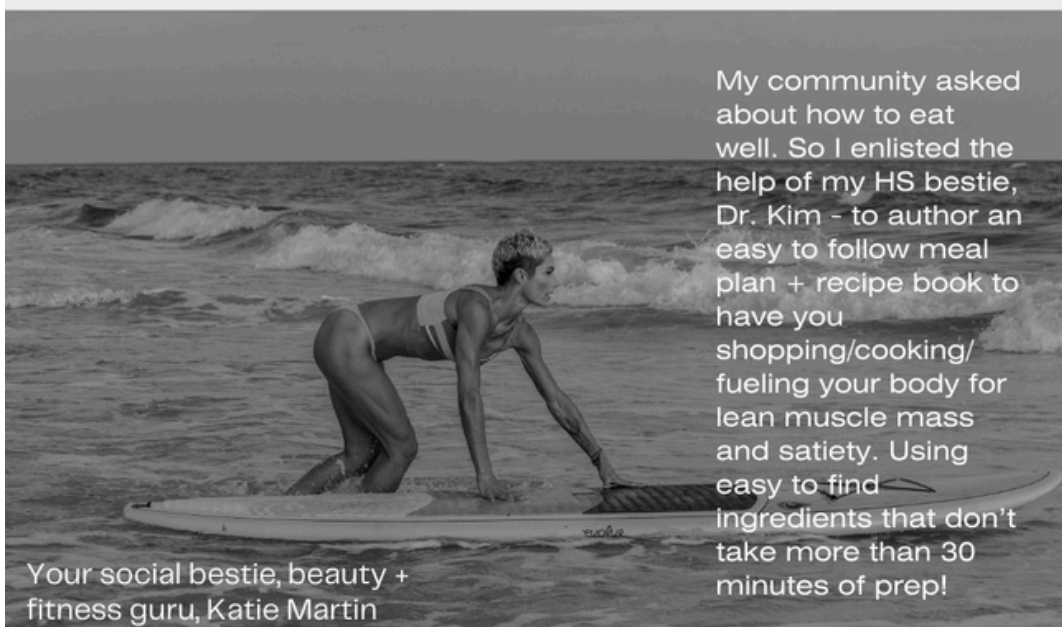 My community asked
about how to eat
well. So I enlisted the
help of my HS bestie,
Dr. Kim - to author an
easy to follow meal
plan + recipe book to
have you
shopping/cooking/
fueling your body for
lean muscle mass
and satiety. Using
easy to find
ingredients that don't
take more than 30
minutes of prep!
Your social bestie, beauty +
fitness guru, Katie Martin